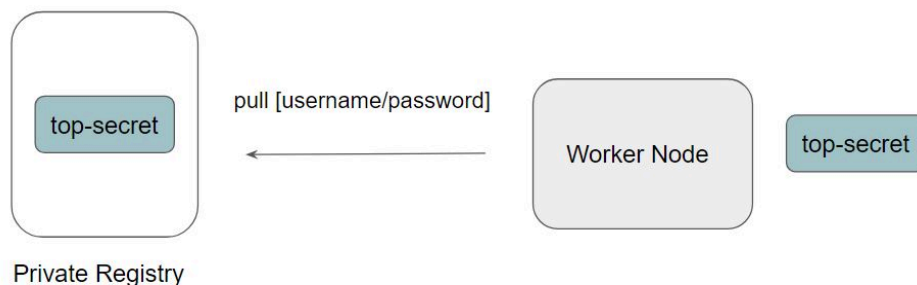 top-secret
pull [username/password]
Worker Node
top-secret
Private Registry